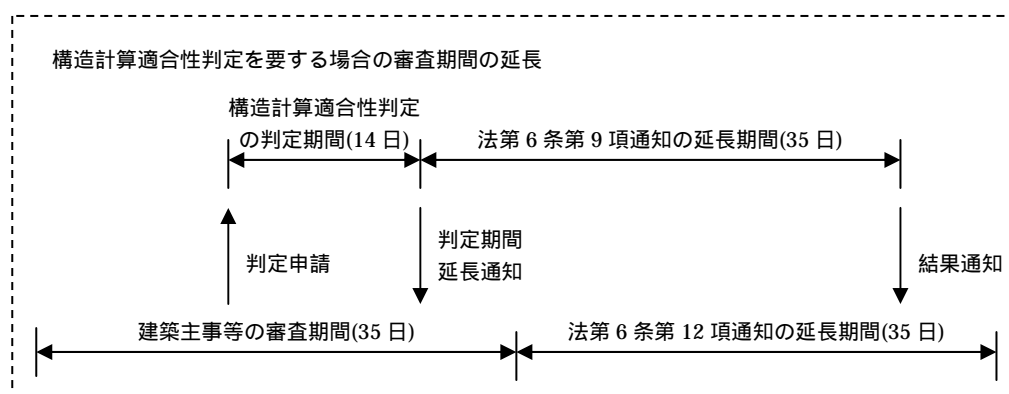 構造計算適合性判定を要する場合の審査期間の延長
構造計算適合性判定
の判定期間(14 日)
法第 6 条第 9 項通知の延長期間(35 日)
判定申請
判定期間
延長通知
結果通知
建築主事等の審査期間(35 日)
法第 6 条第 12 項通知の延長期間(35 日)